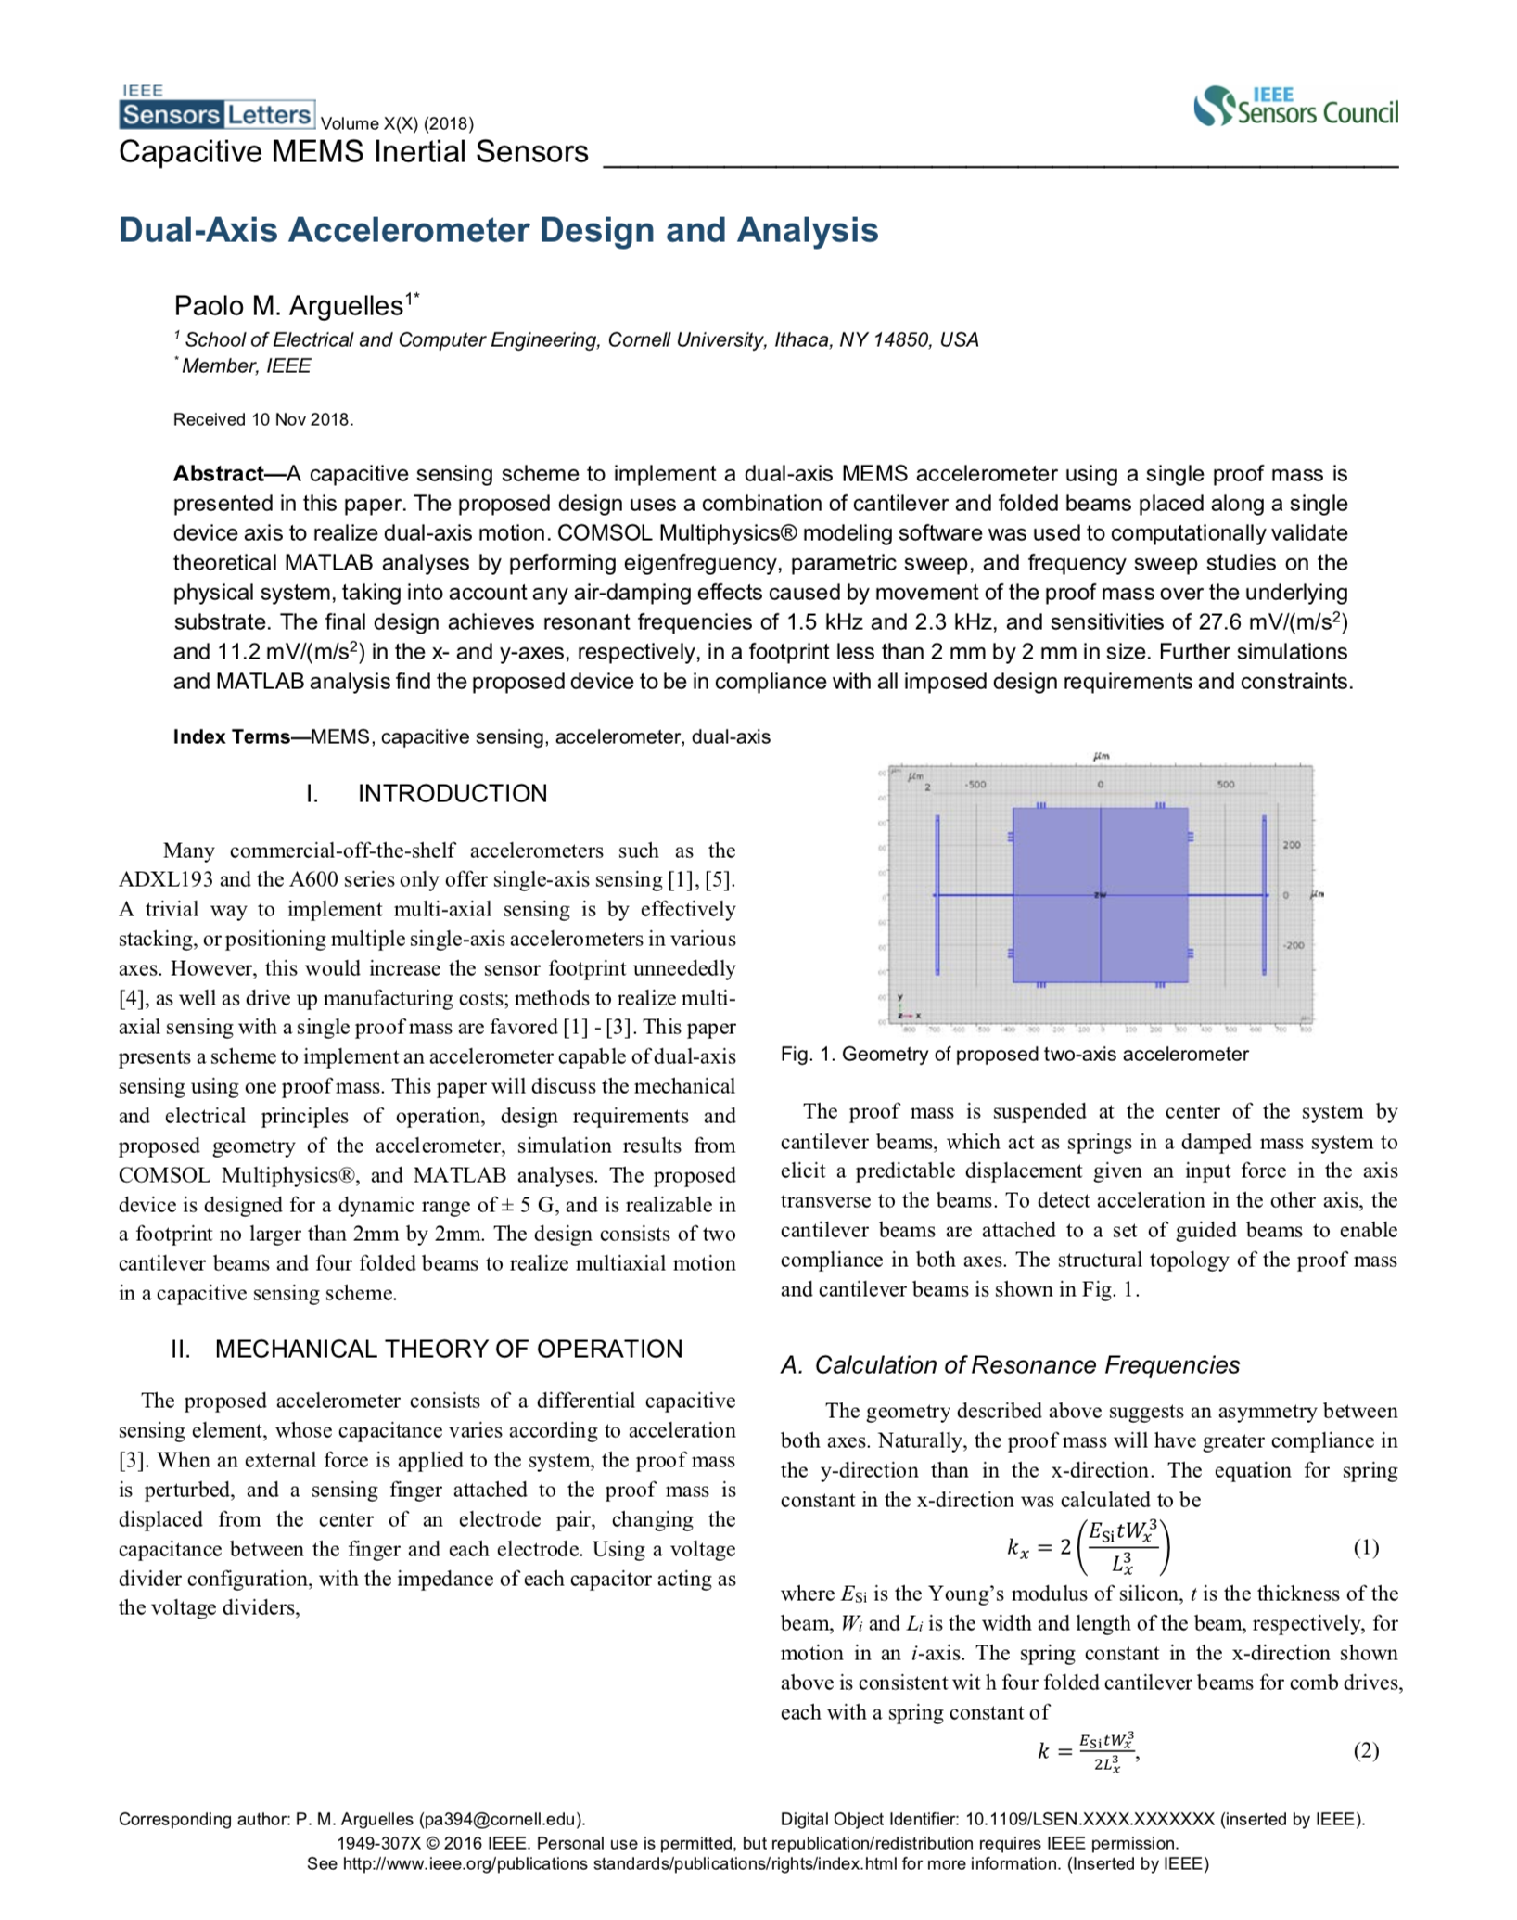 IEEE
Sensors Letters Volume X(X) (2018)
IEEE
Sensors Council
Capacitive MEMS Inertial Sensors
Dual-Axis Accelerometer Design and Analysis
Paolo M. Arguelles1*
1 School of Electrical and Computer Engineering, Cornell University, Ithaca, NY 14850, USA
* Member, IEEE
Received 10 Nov 2018.
Abstract—A capacitive sensing scheme to implement a dual-axis MEMS accelerometer using a single proof mass is
presented in this paper. The proposed design uses a combination of cantilever and folded beams placed along a single
device axis to realize dual-axis motion. COMSOL Multiphysics® modeling software was used to computationally validate
theoretical MATLAB analyses by performing eigenfreguency, parametric sweep, and frequency sweep studies on the
physical system, taking into account any air-damping effects caused by movement of the proof mass over the underlying
substrate. The final design achieves resonant frequencies of 1.5 kHz and 2.3 kHz, and sensitivities of 27.6 mV/(m/s²)
and 11.2 mV/(m/s²) in the x- and y-axes, respectively, in a footprint less than 2 mm by 2 mm in size. Further simulations
and MATLAB analysis find the proposed device to be in compliance with all imposed design requirements and constraints.
Index Terms—MEMS, capacitive sensing, accelerometer, dual-axis
I. INTRODUCTION
Many commercial-off-the-shelf accelerometers such as the
ADXL193 and the A600 series only offer single-axis sensing [1], [5].
A trivial way to implement multi-axial sensing is by effectively
stacking, or positioning multiple single-axis accelerometers in various
axes. However, this would increase the sensor footprint unneededly
[4], as well as drive up manufacturing costs; methods to realize multi-
axial sensing with a single proof mass are favored [1] - [3]. This paper
presents a scheme to implement an accelerometer capable of dual-axis
sensing using one proof mass. This paper will discuss the mechanical
and electrical principles of operation, design requirements and
proposed geometry of the accelerometer, simulation results from
COMSOL Multiphysics®, and MATLAB analyses. The proposed
device is designed for a dynamic range of ± 5 G, and is realizable in
a footprint no larger than 2mm by 2mm. The design consists of two
cantilever beams and four folded beams to realize multiaxial motion
in a capacitive sensing scheme.
II. MECHANICAL THEORY OF OPERATION
The proposed accelerometer consists of a differential capacitive
sensing element, whose capacitance varies according to acceleration
[3]. When an external force is applied to the system, the proof mass
is perturbed, and a sensing finger attached to the proof mass is
displaced from the center of an electrode pair, changing the
capacitance between the finger and each electrode. Using a voltage
divider configuration, with the impedance of each capacitor acting as
the voltage dividers,
µm
µm
-500 0 500
200
0 µm
-200
y
z x
Fig. 1. Geometry of proposed two-axis accelerometer
The proof mass is suspended at the center of the system by
cantilever beams, which act as springs in a damped mass system to
elicit a predictable displacement given an input force in the axis
transverse to the beams. To detect acceleration in the other axis, the
cantilever beams are attached to a set of guided beams to enable
compliance in both axes. The structural topology of the proof mass
and cantilever beams is shown in Fig. 1.
A. Calculation of Resonance Frequencies
The geometry described above suggests an asymmetry between
both axes. Naturally, the proof mass will have greater compliance in
the y-direction than in the x-direction. The equation for spring
constant in the x-direction was calculated to be
k_x = 2(E_Si t W_x^3 / L_x^3) (1)
where E_Si is the Young’s modulus of silicon, t is the thickness of the
beam, W_i and L_i is the width and length of the beam, respectively, for
motion in an i-axis. The spring constant in the x-direction shown
above is consistent wit h four folded cantilever beams for comb drives,
each with a spring constant of
k = E_Si t W_x^3 / 2L_x^3, (2)
Corresponding author: P. M. Arguelles (pa394@cornell.edu).
Digital Object Identifier: 10.1109/LSEN.XXXX.XXXXXXX (inserted by IEEE).
1949-307X © 2016 IEEE. Personal use is permitted, but republication/redistribution requires IEEE permission.
See http://www.ieee.org/publications standards/publications/rights/index.html for more information. (Inserted by IEEE)